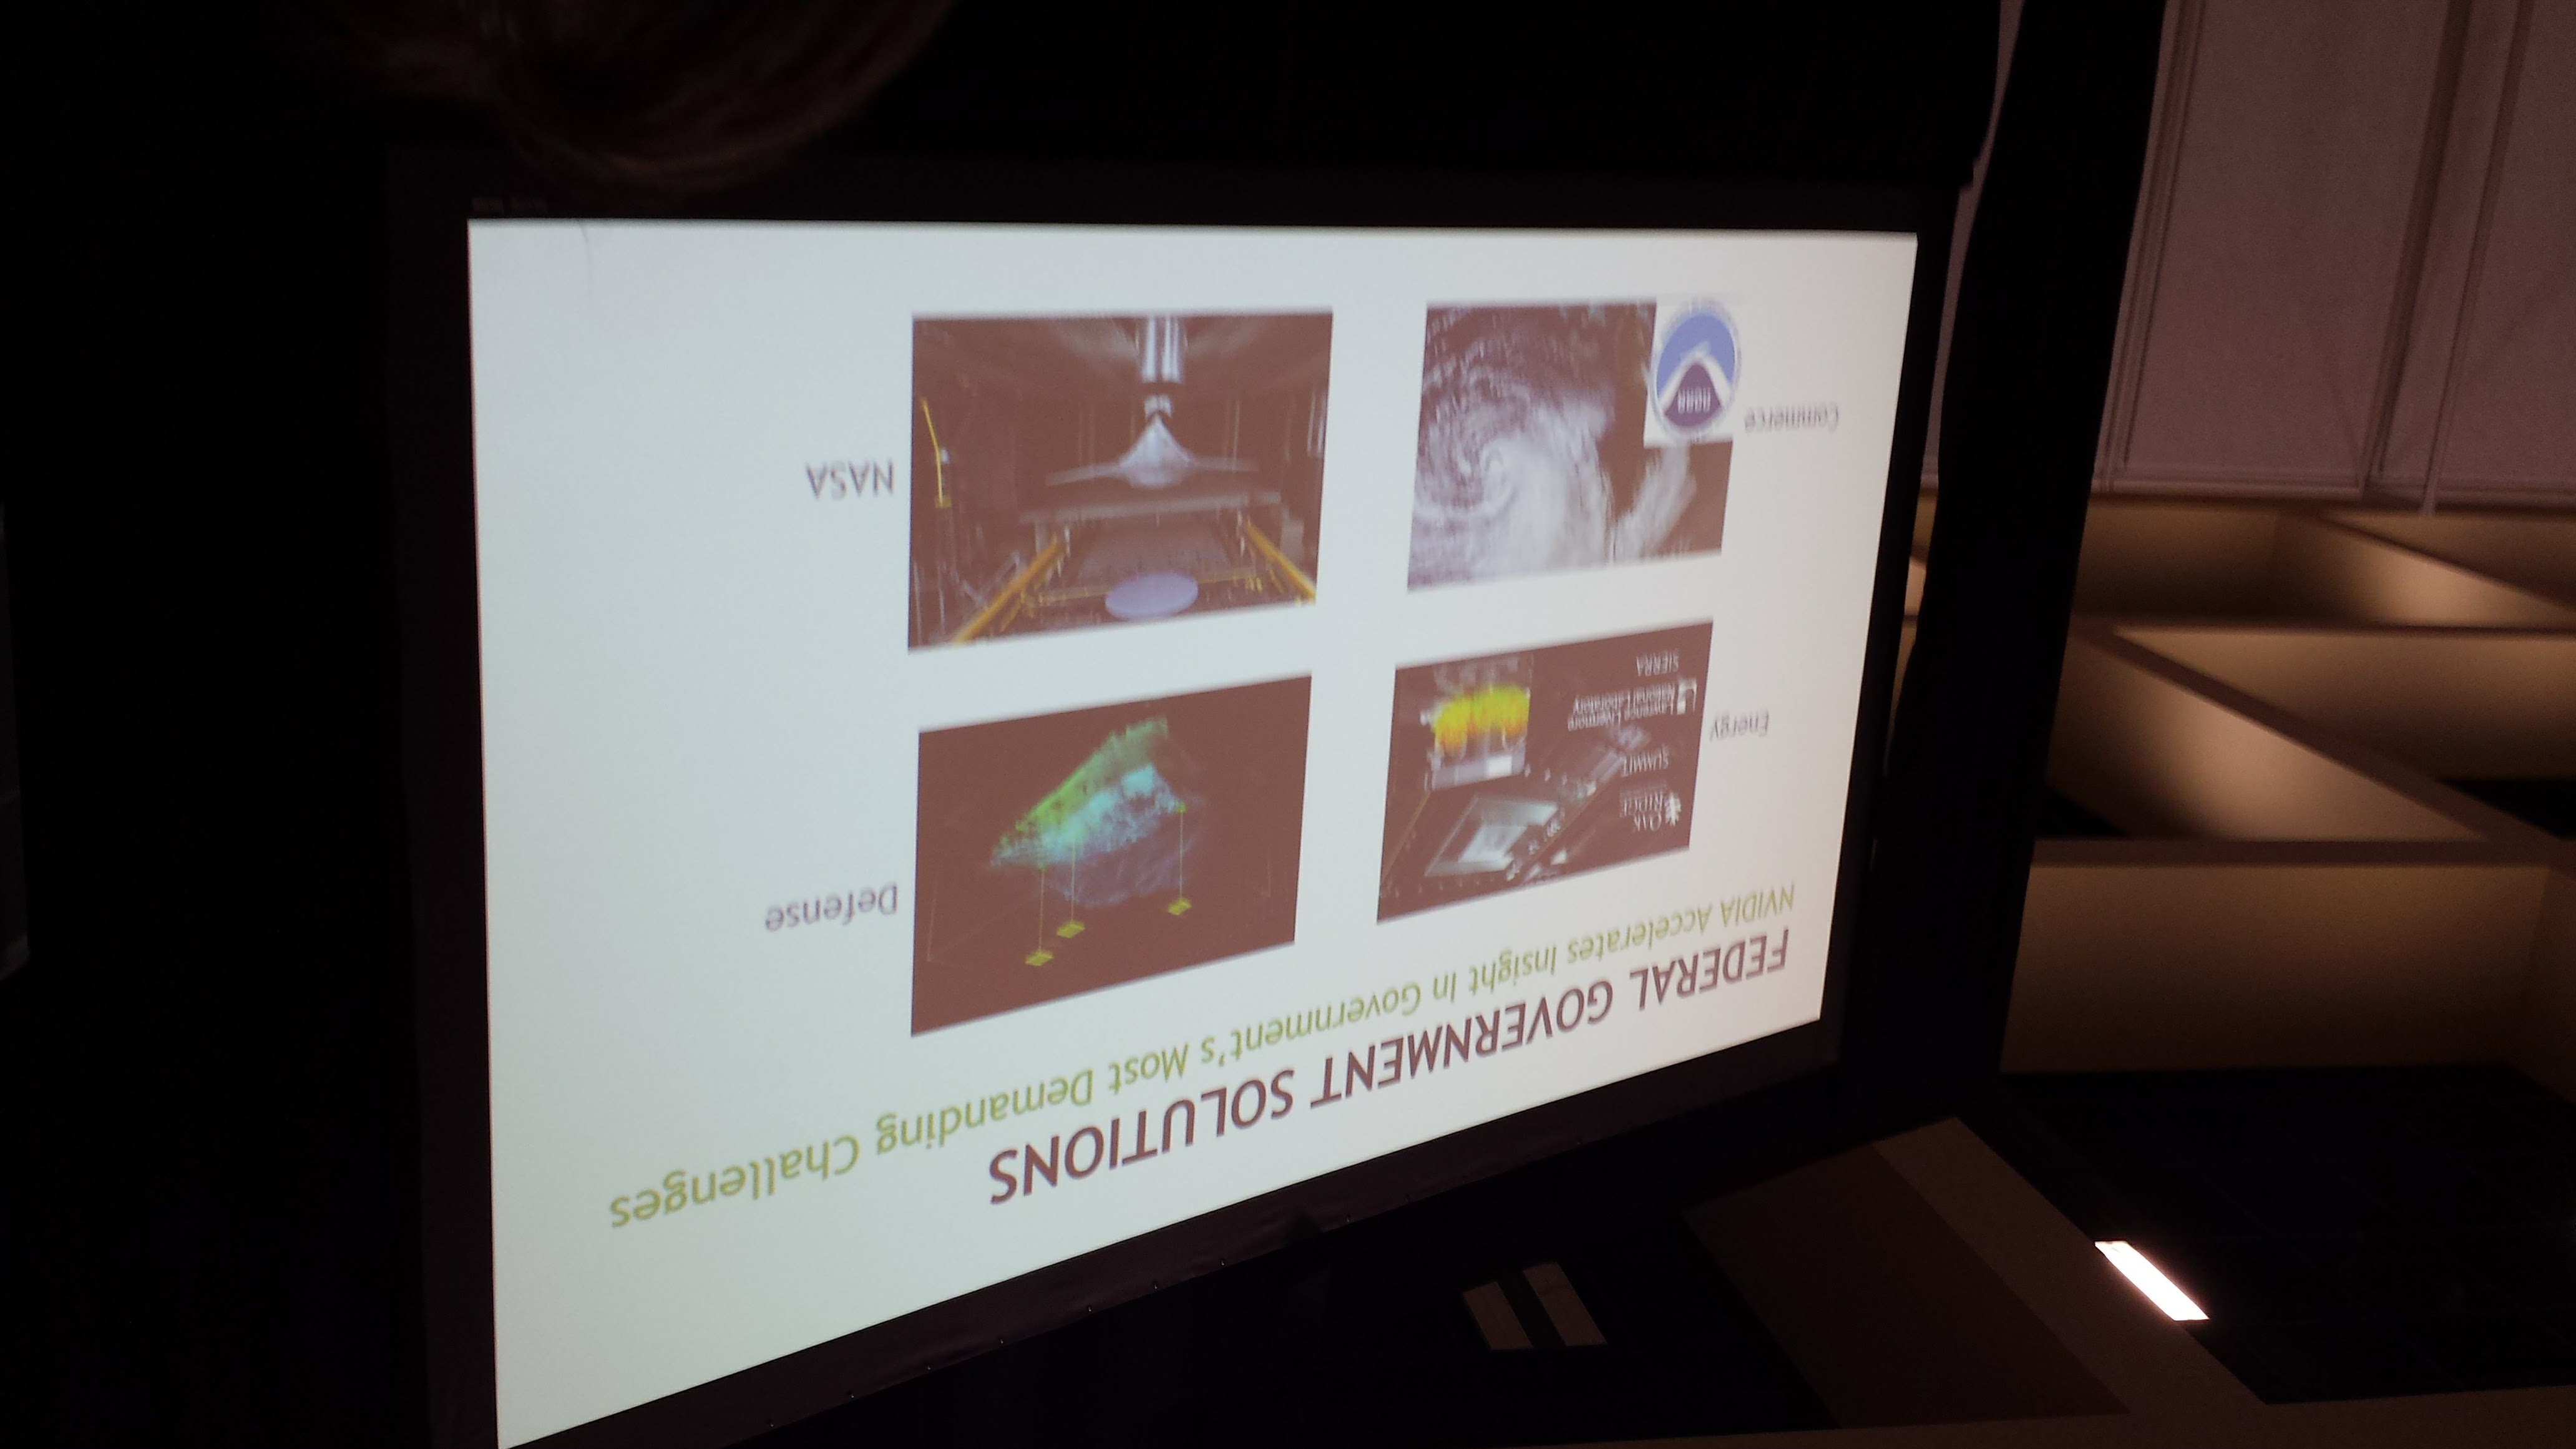 FEDERAL GOVERNMENT SOLUTIONS
NVIDIA Accelerates Insight In Government's Most Demanding Challenges
Energy
OAK
RIDGE
SUMMIT
Lawrence Livermore
National Laboratory
SIERRA
Defense
Commerce
NOAA
NASA